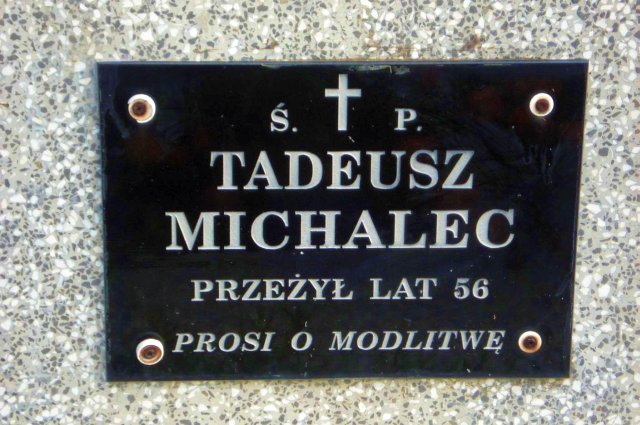 Ś. P.
TADEUSZ
MICHALEC
PRZEŻYŁ LAT 56
PROSI O MODLITWĘ